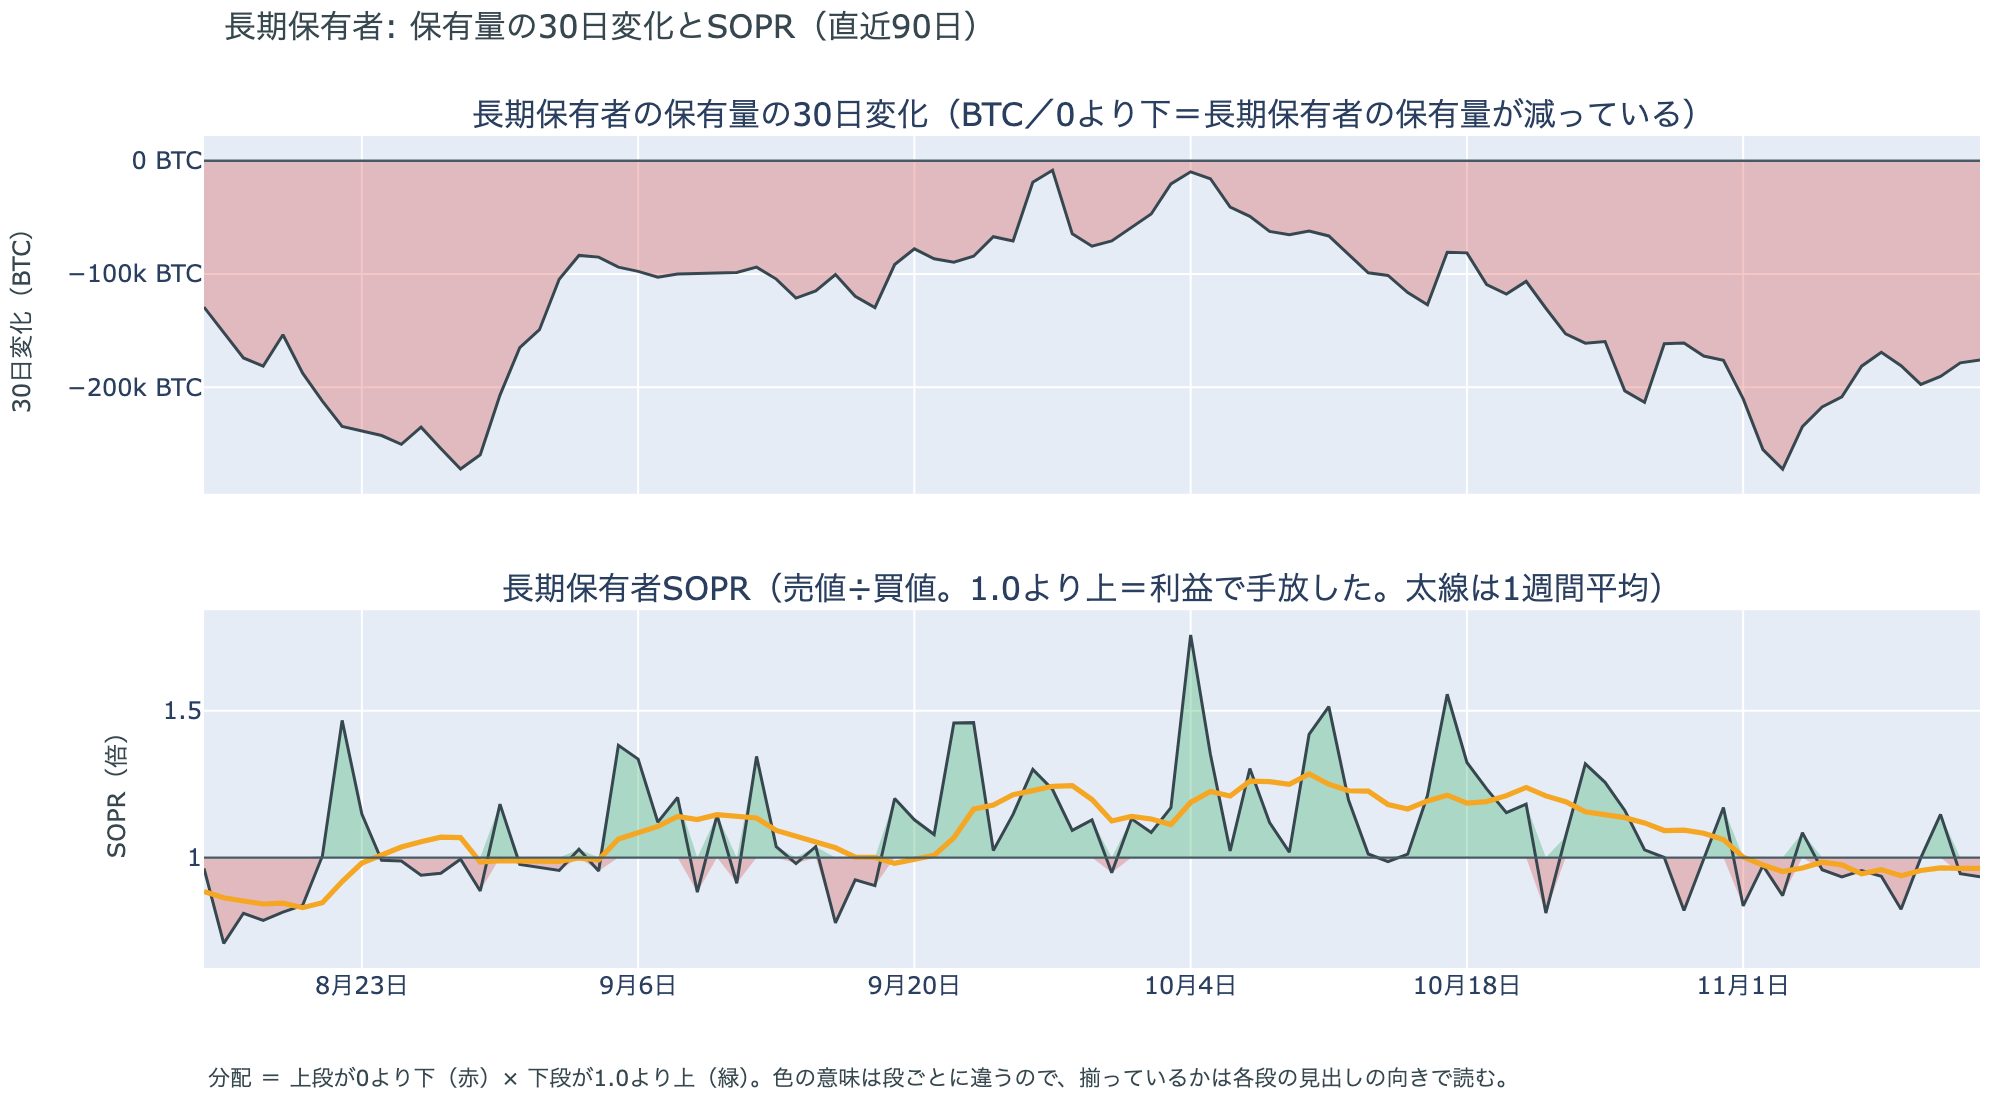 長期保有者: 保有量の30日変化とSOPR（直近90日）
長期保有者の保有量の30日変化（BTC／0より下＝長期保有者の保有量が減っている）
0 BTC
−100k BTC
−200k BTC
30日変化（BTC）
長期保有者SOPR（売値÷買値。1.0より上＝利益で手放した。太線は1週間平均）
1.5
1
SOPR（倍）
8月23日 9月6日 9月20日 10月4日 10月18日 11月1日
分配 ＝ 上段が0より下（赤）× 下段が1.0より上（緑）。色の意味は段ごとに違うので、揃っているかは各段の見出しの向きで読む。